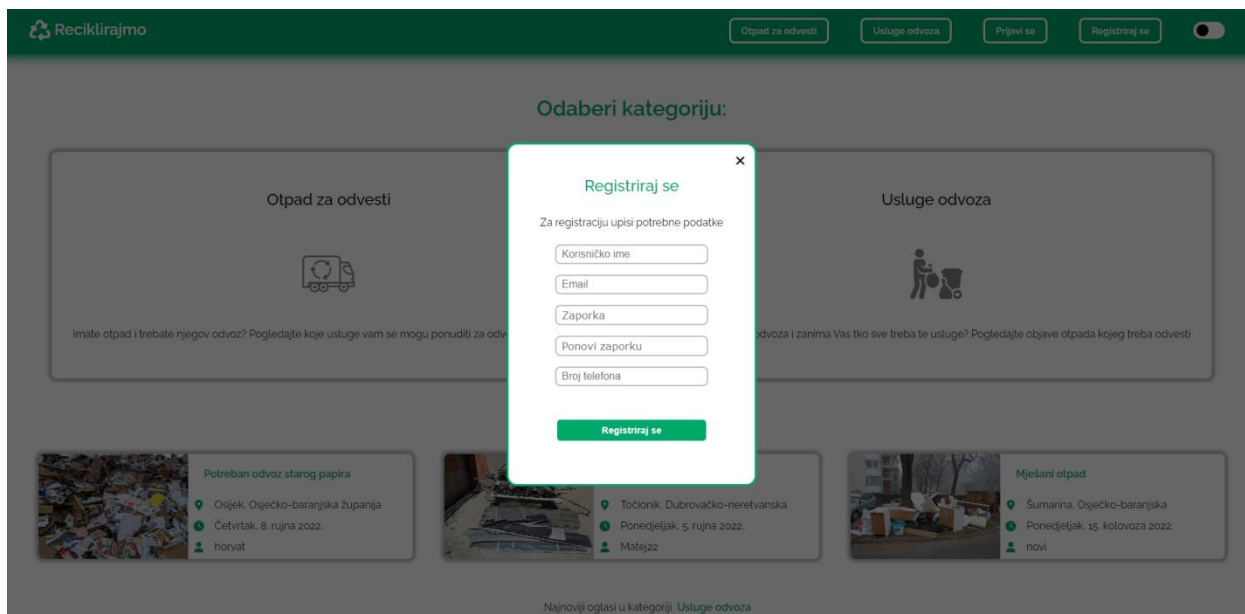 Reciklirajmo
Otpad za odvesti
Usluge odvoza
Prijavi se
Registriraj se
Odaberi kategoriju:
Otpad za odvesti
Imate otpad i trebate njegov odvoz? Pogledajte koje usluge vam se mogu ponuditi za odv
Usluge odvoza
odvoza i zanima Vas tko sve treba te usluge? Pogledajte objave otpada kojeg treba odvesti
×
Registriraj se
Za registraciju upisi potrebne podatke
Korisničko ime
Email
Zaporka
Ponovi zaporku
Broj telefona
Registriraj se
Potreban odvoz starog papira
Osijek, Osječko-baranjska županija
Četvrtak, 8. rujna 2022.
horvat
Točionik, Dubrovačko-neretvanska
Ponedjeljak, 5. rujna 2022.
Matej22
Mješani otpad
Šumarina, Osječko-baranjska
Ponedjeljak, 15. kolovoza 2022.
novi
Najnoviji oglasi u kategoriji Usluge odvoza